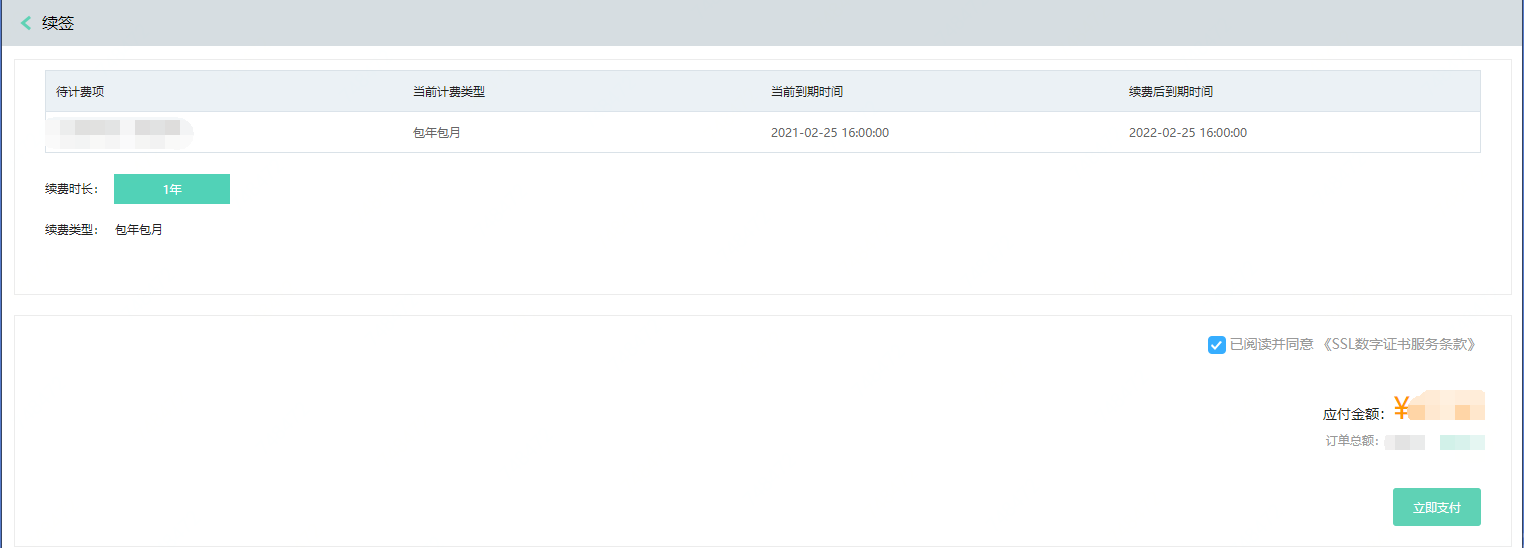 续签
待计费项 当前计费类型 当前到期时间 续费后到期时间
包年包月 2021-02-25 16:00:00 2022-02-25 16:00:00
续费时长： 1年
续费类型： 包年包月
已阅读并同意 《SSL数字证书服务条款》
应付金额：¥
订单总额：
立即支付